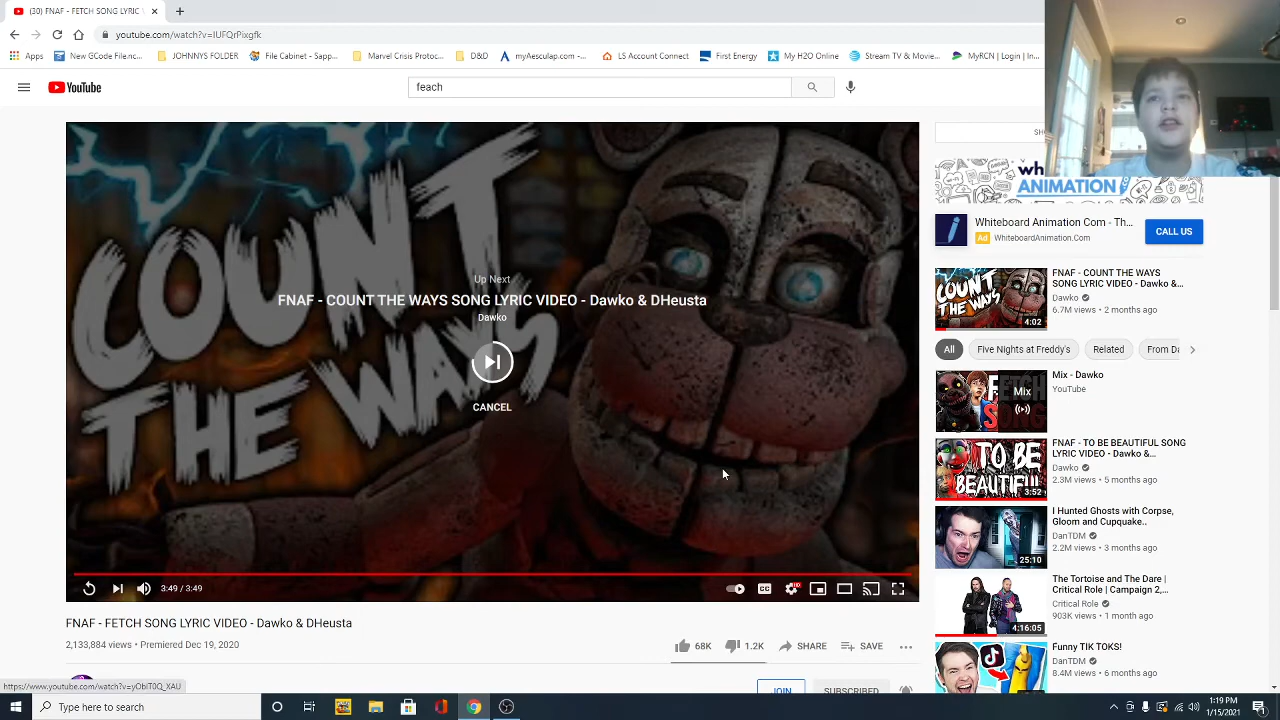 (30) FNAF - FETCH SONG LYRIC
youtube.com/watch?v=IUFQrPixgfk
Apps
New GCode File.inc...
JOHNNYS FOLDER
File Cabinet - Sapp...
Marvel Crisis Protoc...
D&D
myAesculap.com -...
LS Account Connect
First Energy
My H2O Online
Stream TV & Movie...
MyRCN | Login | In...
YouTube
feach
COUNT
THE WAYS
Up Next
FNAF - COUNT THE WAYS SONG LYRIC VIDEO - Dawko & DHeusta
Dawko
CANCEL
3:49 / 3:49
CC
HD
FNAF - FETCH SONG LYRIC VIDEO - Dawko & DHeusta
2,133,884 views • Premiered Dec 19, 2020
68K
1.2K
SHARE
SAVE
JOIN
SUBSCRIBED
https://www.youtube.com/watch?v=yObiT0Q_XAU
wh
ANIMATION
Whiteboard Animation Com - Th...
Ad WhiteboardAnimation.Com
CALL US
COUNT
THE WAYS
4:02
FNAF - COUNT THE WAYS
SONG LYRIC VIDEO - Dawko &...
Dawko
6.7M views • 2 months ago
All
Five Nights at Freddy's
Related
From Da
Mix
Mix - Dawko
YouTube
TO BE
BEAUTIFUL
3:52
FNAF - TO BE BEAUTIFUL SONG
LYRIC VIDEO - Dawko &...
Dawko
2.3M views • 5 months ago
25:10
I Hunted Ghosts with Corpse,
Gloom and Cupquake..
DanTDM
2.2M views • 3 months ago
4:16:05
The Tortoise and The Dare |
Critical Role | Campaign 2,...
Critical Role
903K views • 1 month ago
Funny TIK TOKS!
DanTDM
8.4M views • 6 months ago
Type here to search
1:19 PM
1/15/2021